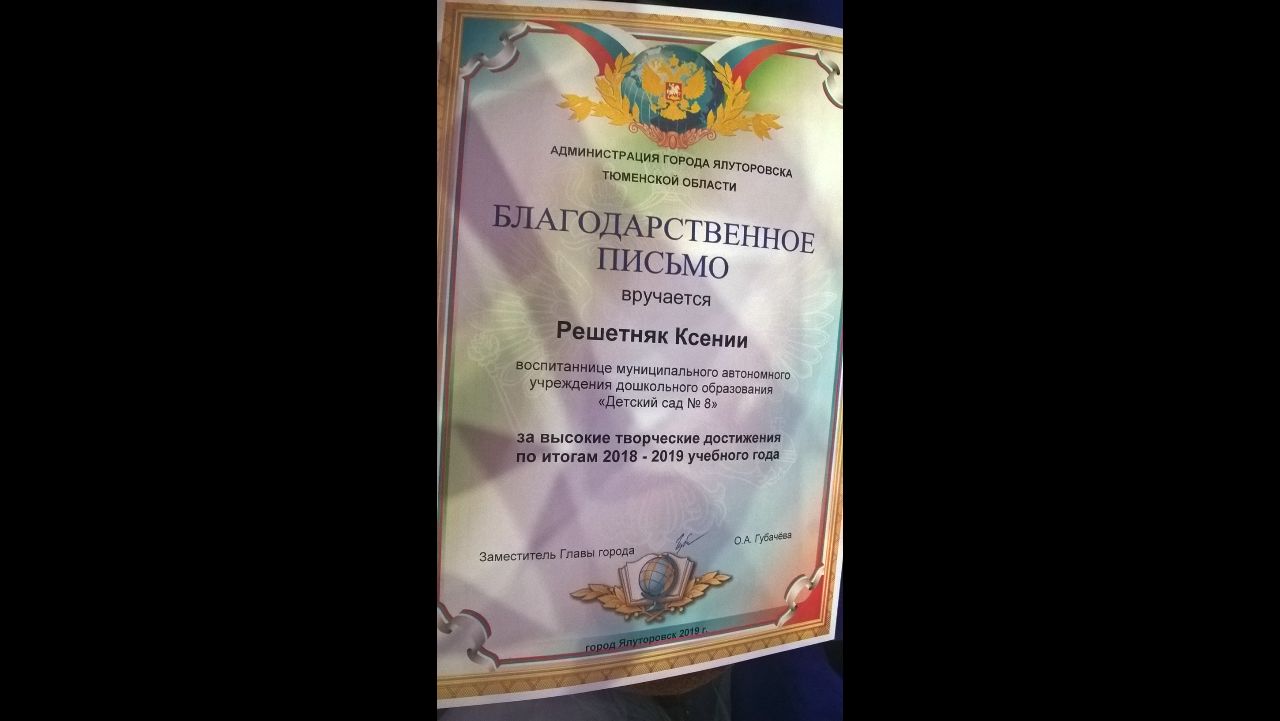 АДМИНИСТРАЦИЯ ГОРОДА ЯЛУТОРОВСКА
ТЮМЕНСКОЙ ОБЛАСТИ
БЛАГОДАРСТВЕННОЕ
ПИСЬМО
вручается
Решетняк Ксении
воспитаннице муниципального автономного
учреждения дошкольного образования
«Детский сад № 8»
за высокие творческие достижения
по итогам 2018 - 2019 учебного года
Заместитель Главы города О.А. Губачёва
город Ялуторовск 2019 г.